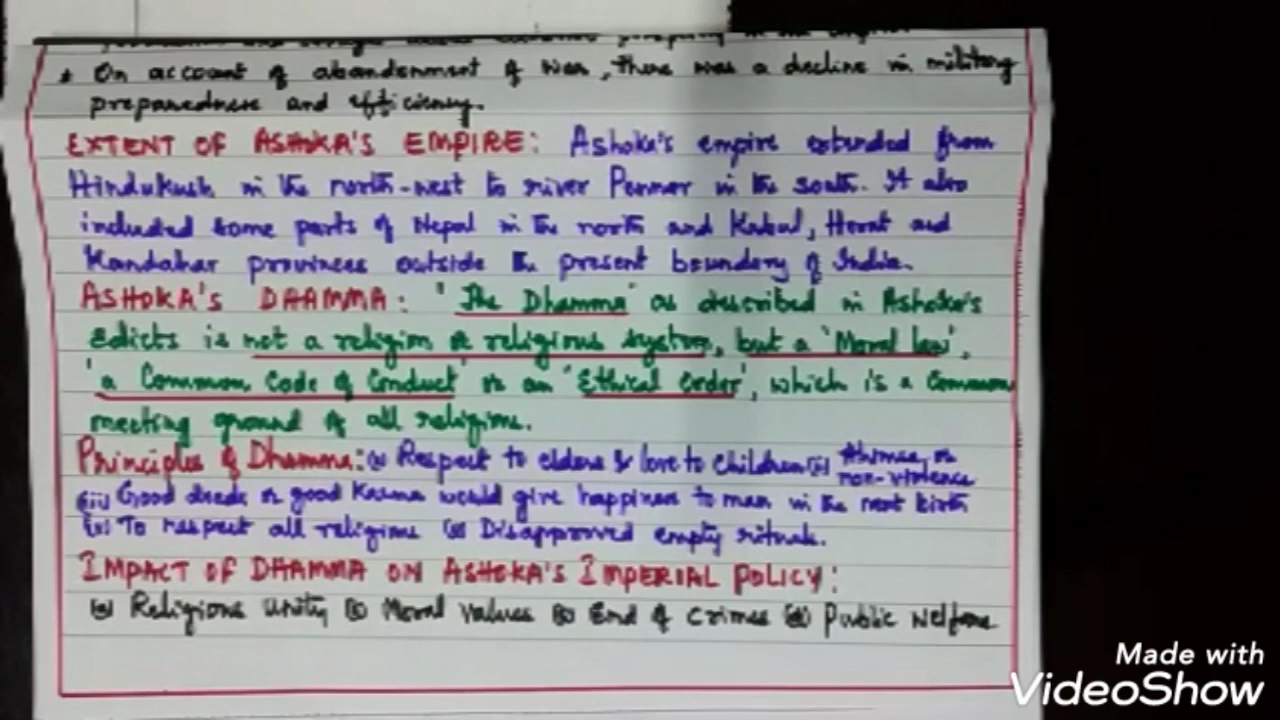 * On account of abandonment of war, there was a decline in military
preparedness and efficiency.
EXTENT OF ASHOKA'S EMPIRE: Ashoka's empire extended from
Hindukush in the north-west to river Penner in the south. It also
included some parts of Nepal in the north and Kabul, Herat and
Kandahar provinces outside the present boundary of India.
ASHOKA'S DHAMMA: 'The Dhamma' as described in Ashoka's
Edicts is not a religion or religious system, but a 'Moral law',
'a Common Code of Conduct' or an 'Ethical Order', which is a common
meeting ground of all religions.
Principles of Dhamma: (i) Respect to elders & love to children (ii) Ahimsa or
non-violence
(iii) Good deeds or good Karma would give happiness to man in the next birth
(iv) To respect all religions (v) Disapproved empty rituals.
IMPACT OF DHAMMA ON ASHOKA'S IMPERIAL POLICY:
(a) Religious Unity (b) Moral Values (c) End of Crimes (d) Public Welfare
Made with
VideoShow